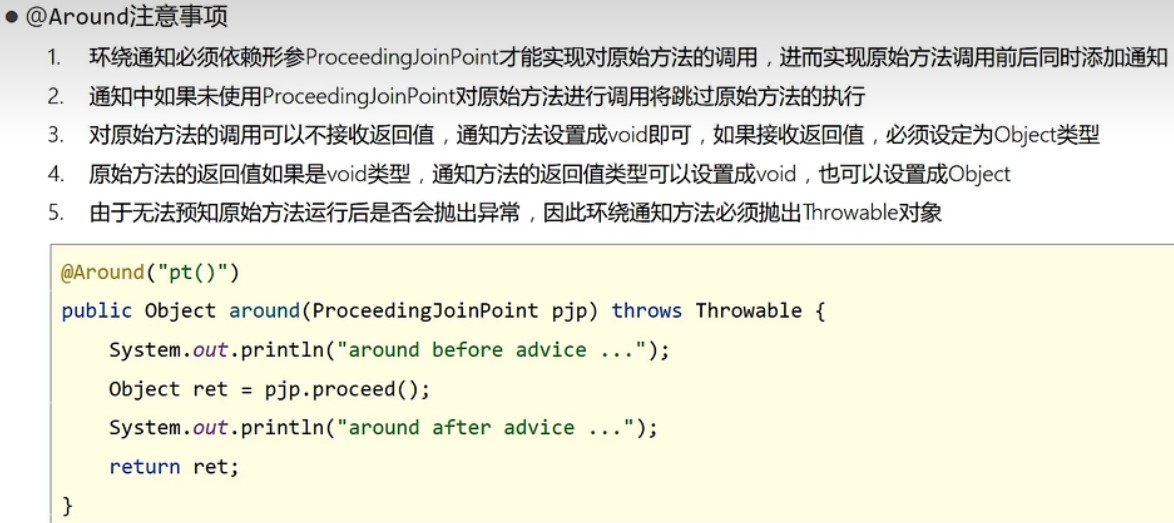 ● @Around注意事项
1. 环绕通知必须依赖形参ProceedingJoinPoint才能实现对原始方法的调用，进而实现原始方法调用前后同时添加通知
2. 通知中如果未使用ProceedingJoinPoint对原始方法进行调用将跳过原始方法的执行
3. 对原始方法的调用可以不接收返回值，通知方法设置成void即可，如果接收返回值，必须设定为Object类型
4. 原始方法的返回值如果是void类型，通知方法的返回值类型可以设置成void，也可以设置成Object
5. 由于无法预知原始方法运行后是否会抛出异常，因此环绕通知方法必须抛出Throwable对象
@Around("pt()")
public Object around(ProceedingJoinPoint pjp) throws Throwable {
    System.out.println("around before advice ...");
    Object ret = pjp.proceed();
    System.out.println("around after advice ...");
    return ret;
}